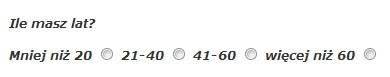 Ile masz lat?
Mniej niż 20 21-40 41-60 więcej niż 60